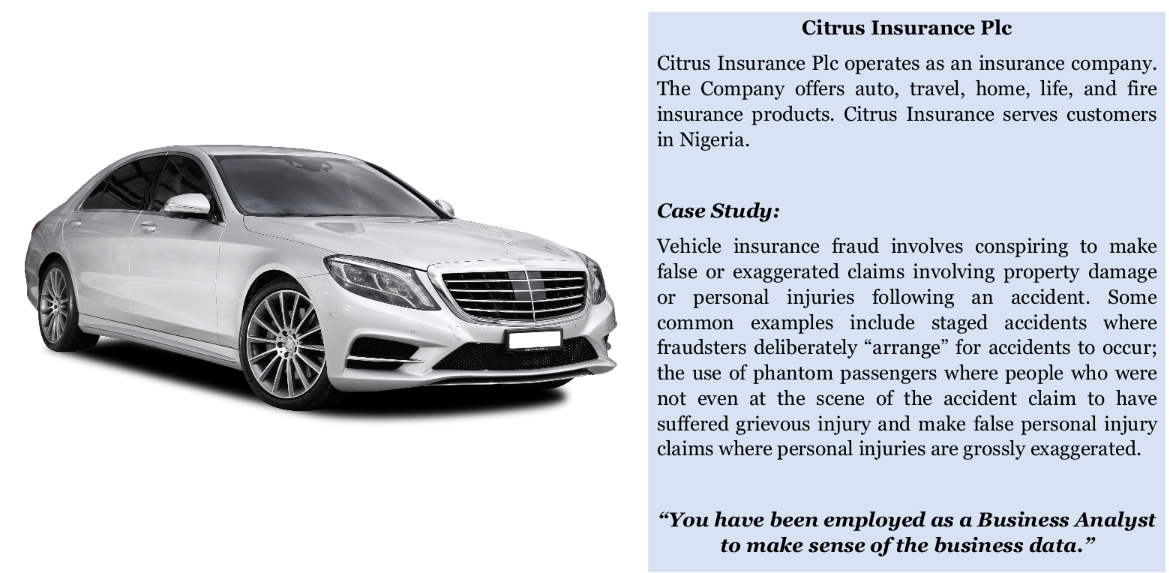 Citrus Insurance Plc
Citrus Insurance Plc operates as an insurance company.
The Company offers auto, travel, home, life, and fire
insurance products. Citrus Insurance serves customers
in Nigeria.
Case Study:
Vehicle insurance fraud involves conspiring to make
false or exaggerated claims involving property damage
or personal injuries following an accident. Some
common examples include staged accidents where
fraudsters deliberately “arrange” for accidents to occur;
the use of phantom passengers where people who were
not even at the scene of the accident claim to have
suffered grievous injury and make false personal injury
claims where personal injuries are grossly exaggerated.
“You have been employed as a Business Analyst
to make sense of the business data.”